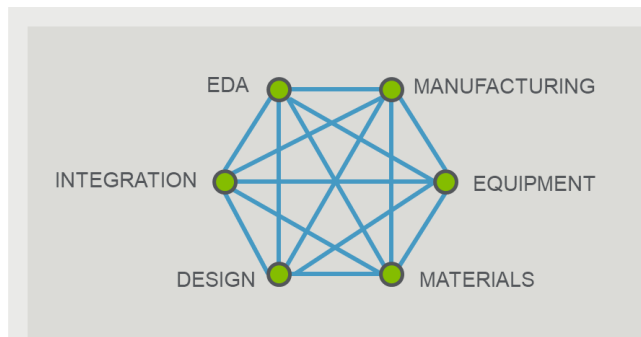 EDA
MANUFACTURING
INTEGRATION
EQUIPMENT
DESIGN
MATERIALS